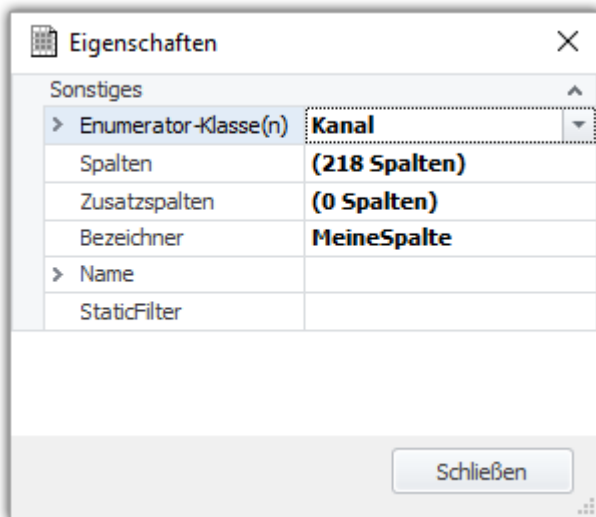 Eigenschaften
Sonstiges
Enumerator-Klasse(n) Kanal
Spalten (218 Spalten)
Zusatzspalten (0 Spalten)
Bezeichner MeineSpalte
Name
StaticFilter
Schließen